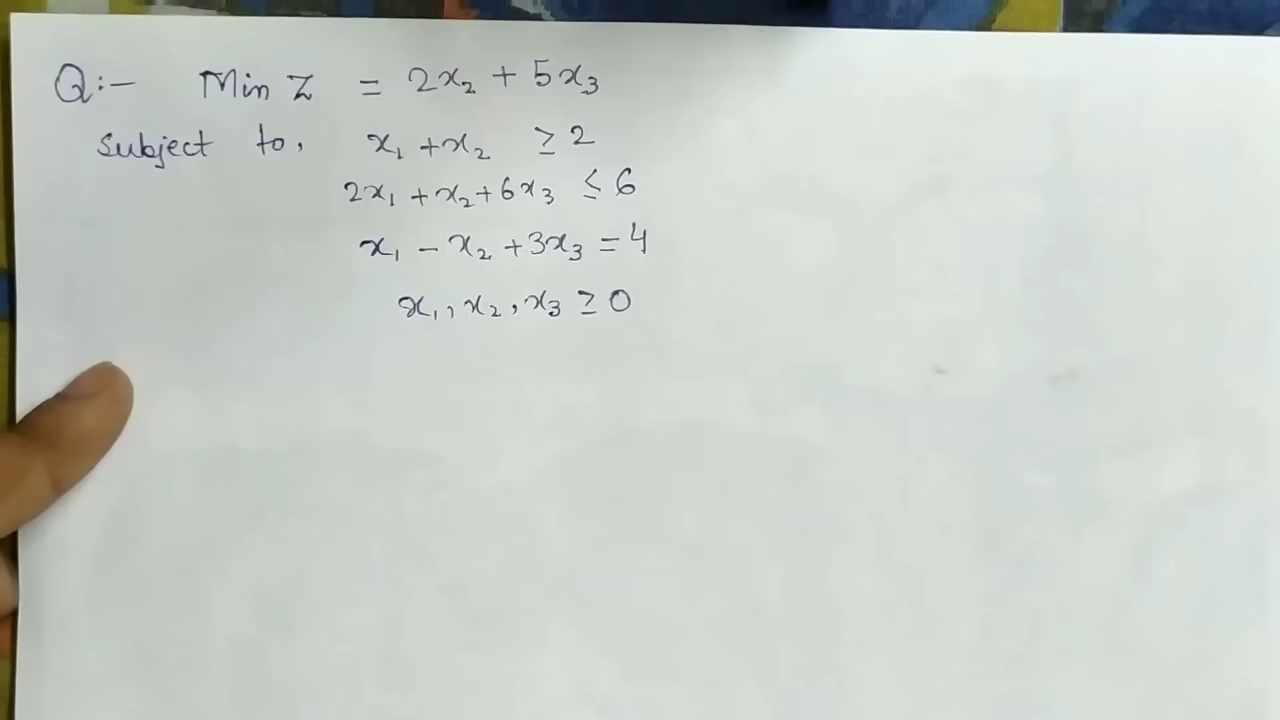 Q:- Min Z = 2x₂ + 5x₃
subject to, x₁ + x₂ ≥ 2
2x₁ + x₂ + 6x₃ ≤ 6
x₁ - x₂ + 3x₃ = 4
x₁, x₂, x₃ ≥ 0